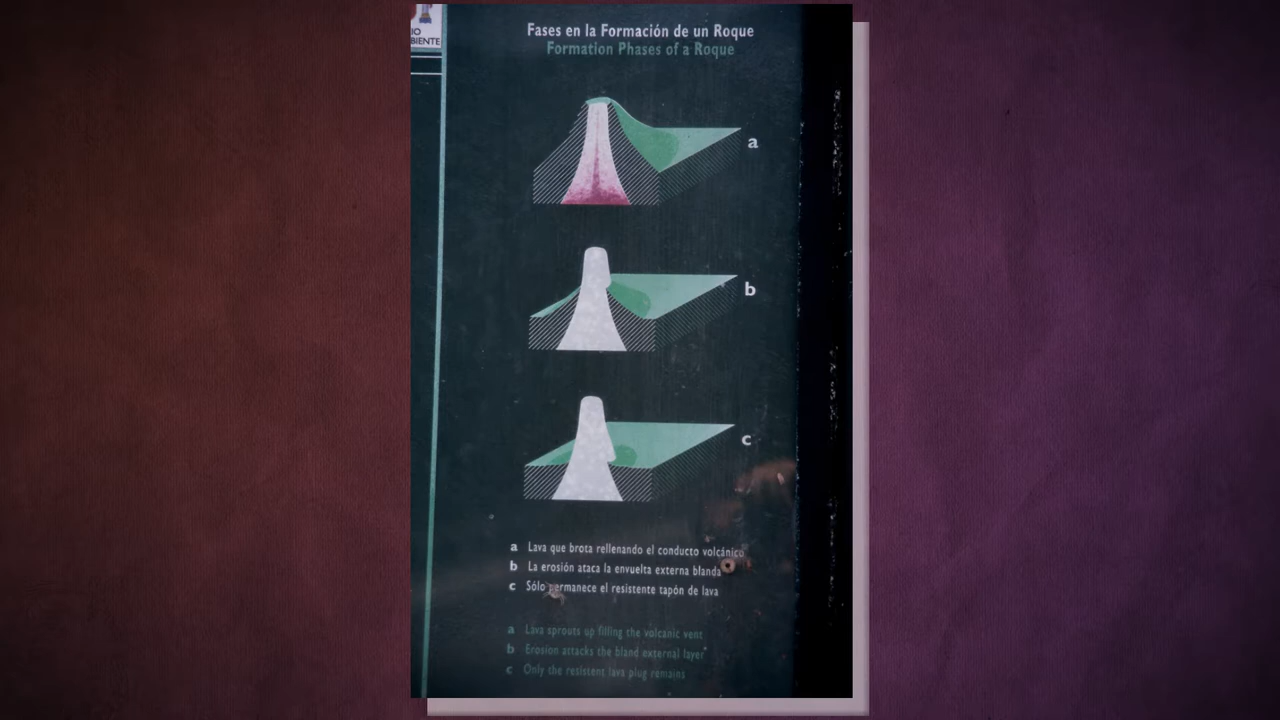 IO
BIENTE
Fases en la Formación de un Roque
Formation Phases of a Roque
a
b
c
a Lava que brota rellenando el conducto volcánico
b La erosión ataca la envuelta externa blanda
c Sólo permanece el resistente tapón de lava
a Lava sprouts up filling the volcanic vent
b Erosion attacks the bland external layer
c Only the resistent lava plug remains